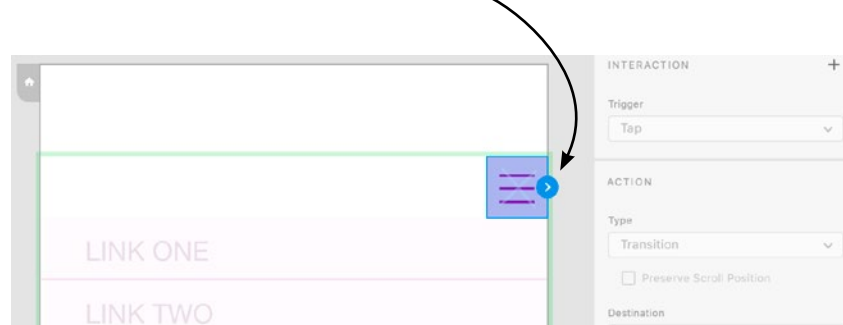 INTERACTION
Trigger
Tap
ACTION
Type
Transition
Preserve Scroll Position
Destination
LINK ONE
LINK TWO